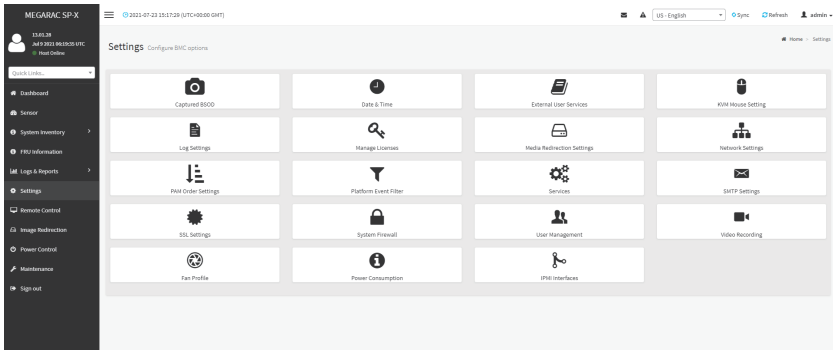 MEGARAC SP-X
2021-07-23 15:17:29 (UTC+00:00 GMT)
US - English
Sync
Refresh
admin
13.01.28
Jul 9 2021 06:19:35 UTC
Host Online
Quick Links...
Dashboard
Sensor
System Inventory
FRU Information
Logs & Reports
Settings
Remote Control
Image Redirection
Power Control
Maintenance
Sign out
Settings Configure BMC options
Home > Settings
Captured BSOD
Date & Time
External User Services
KVM Mouse Setting
Log Settings
Manage Licenses
Media Redirection Settings
Network Settings
PAM Order Settings
Platform Event Filter
Services
SMTP Settings
SSL Settings
System Firewall
User Management
Video Recording
Fan Profile
Power Consumption
IPMI Interfaces